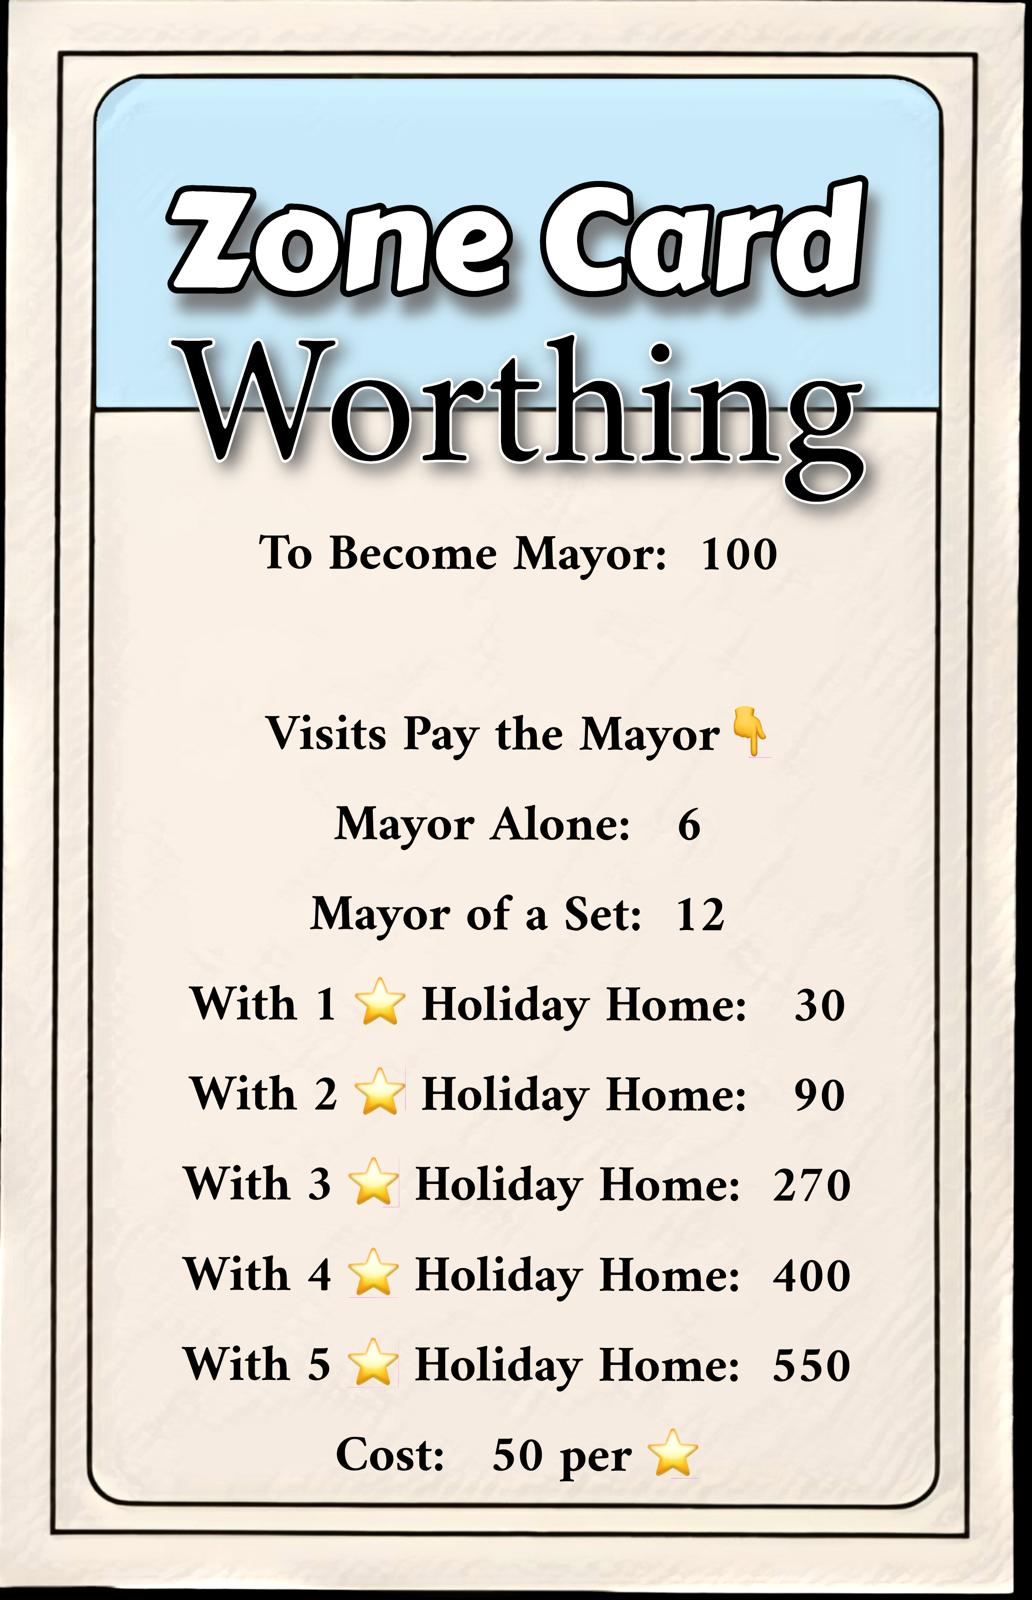 Zone Card
Worthing
To Become Mayor: 100
Visits Pay the Mayor 👇
Mayor Alone: 6
Mayor of a Set: 12
With 1 ⭐ Holiday Home: 30
With 2 ⭐ Holiday Home: 90
With 3 ⭐ Holiday Home: 270
With 4 ⭐ Holiday Home: 400
With 5 ⭐ Holiday Home: 550
Cost: 50 per ⭐